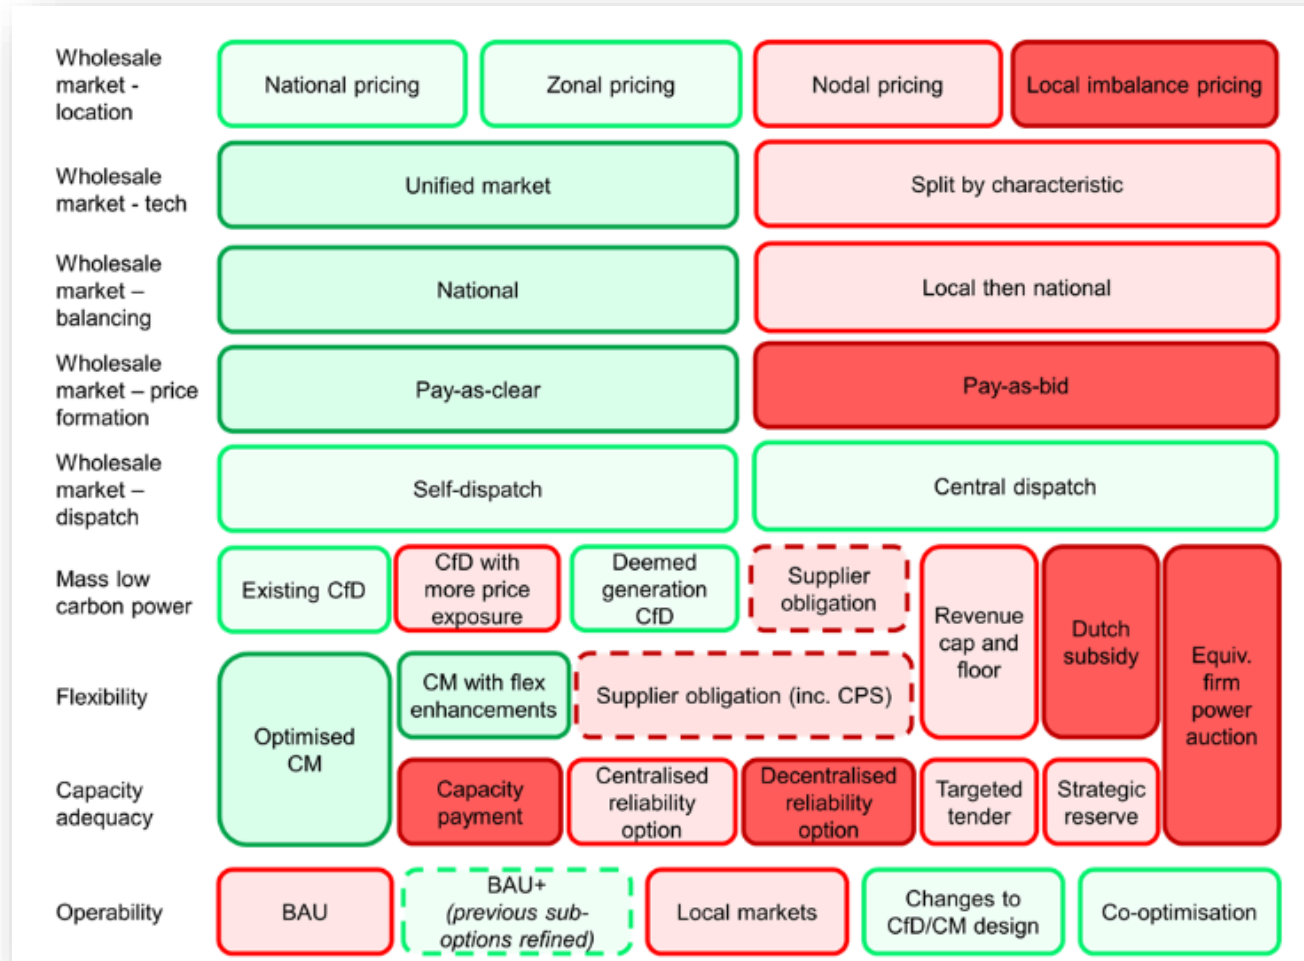 Wholesale
market -
location
National pricing
Zonal pricing
Nodal pricing
Local imbalance pricing
Wholesale
market - tech
Unified market
Split by characteristic
Wholesale
market –
balancing
National
Local then national
Wholesale
market – price
formation
Pay-as-clear
Pay-as-bid
Wholesale
market –
dispatch
Self-dispatch
Central dispatch
Mass low
carbon power
Existing CfD
CfD with
more price
exposure
Deemed
generation
CfD
Supplier
obligation
Revenue
cap and
floor
Dutch
subsidy
Equiv.
firm
power
auction
Flexibility
Optimised
CM
CM with flex
enhancements
Supplier obligation (inc. CPS)
Capacity
adequacy
Capacity
payment
Centralised
reliability
option
Decentralised
reliability
option
Targeted
tender
Strategic
reserve
Operability
BAU
BAU+
(previous sub-
options refined)
Local markets
Changes to
CfD/CM design
Co-optimisation